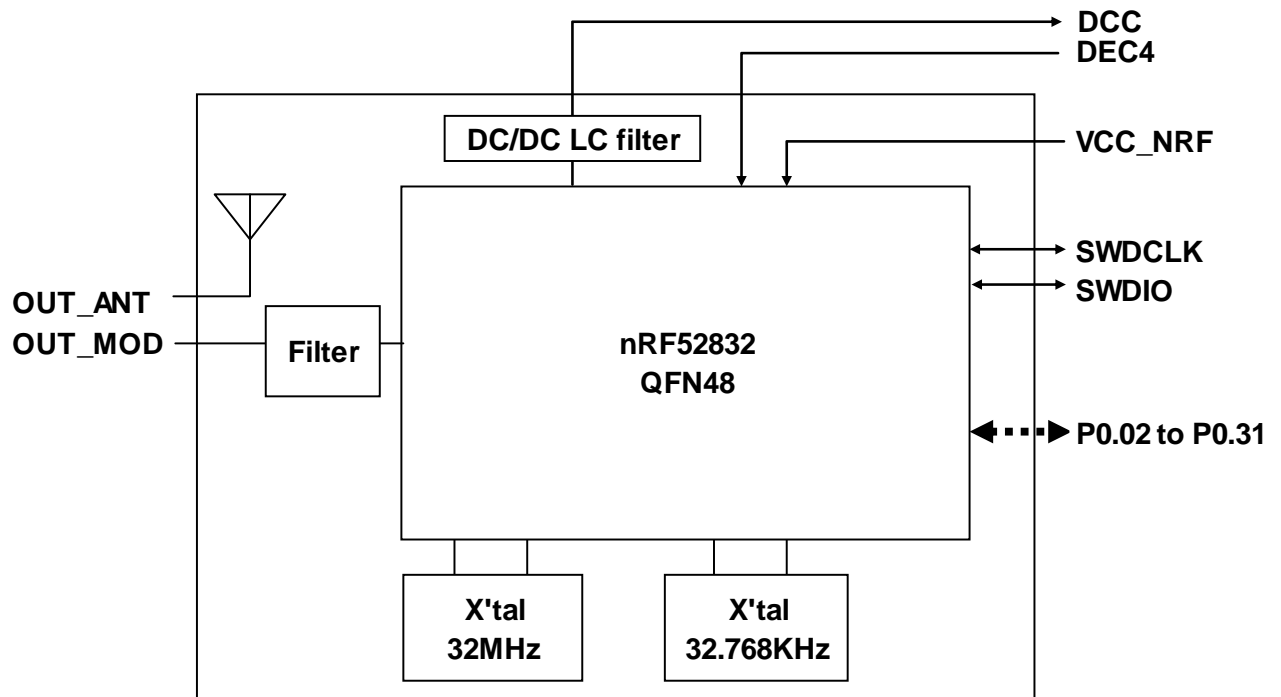 DCC
DEC4
DC/DC LC filter
VCC_NRF
SWDCLK
SWDIO
OUT_ANT
OUT_MOD
Filter
nRF52832
QFN48
P0.02 to P0.31
X'tal
32MHz
X'tal
32.768KHz